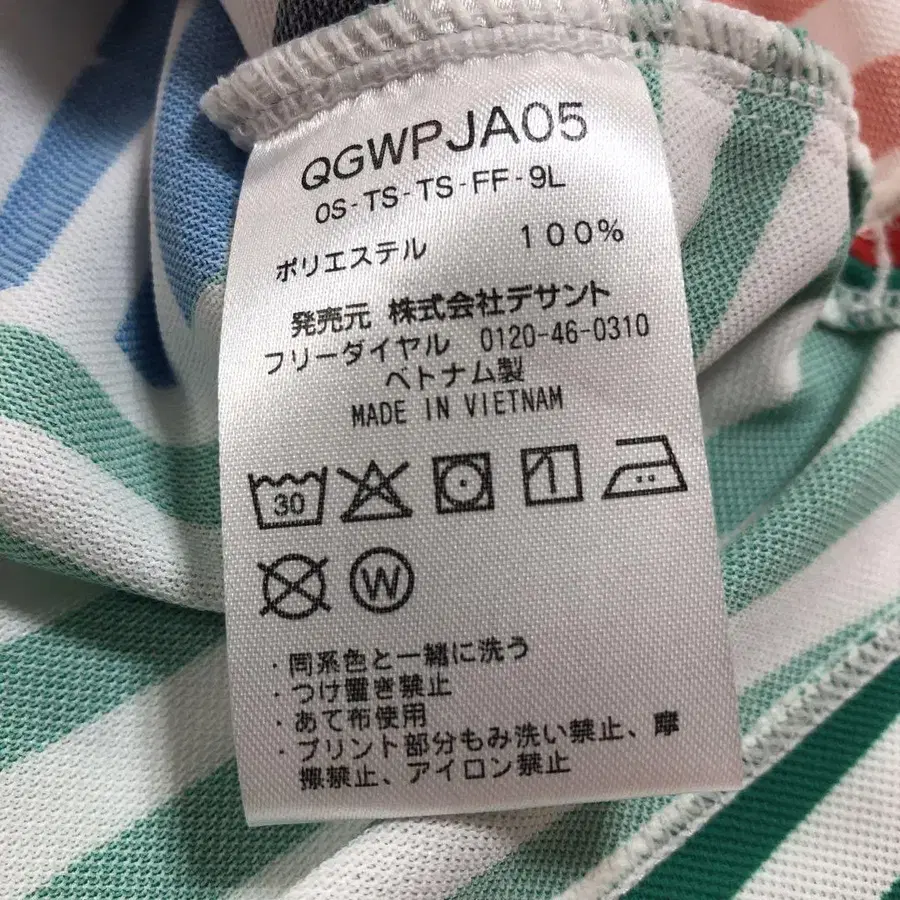 QGWPJA05
0S-TS-TS-FF-9L
ポリエステル 100%
発売元 株式会社デサント
フリーダイヤル 0120-46-0310
ベトナム製
MADE IN VIETNAM
30
W
・同系色と一緒に洗う
・つけ置き禁止
・あて布使用
・プリント部分もみ洗い禁止、摩
擦禁止、アイロン禁止